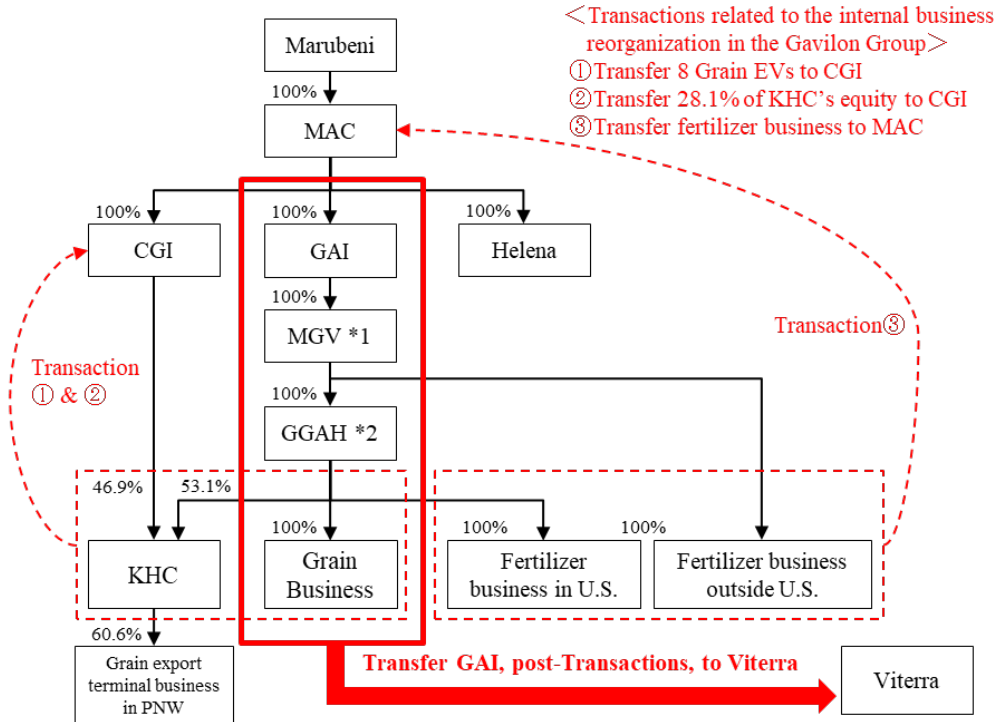 <Transactions related to the internal business
reorganization in the Gavilon Group>
①Transfer 8 Grain EVs to CGI
②Transfer 28.1% of KHC's equity to CGI
③Transfer fertilizer business to MAC
Marubeni
100%
MAC
100%
100%
100%
CGI
GAI
Helena
100%
MGV *1
Transaction③
Transaction
① & ②
100%
GGAH *2
46.9%
53.1%
100%
100%
100%
KHC
Grain
Business
Fertilizer
business in U.S.
Fertilizer business
outside U.S.
60.6%
Grain export
terminal business
in PNW
Transfer GAI, post-Transactions, to Viterra
Viterra